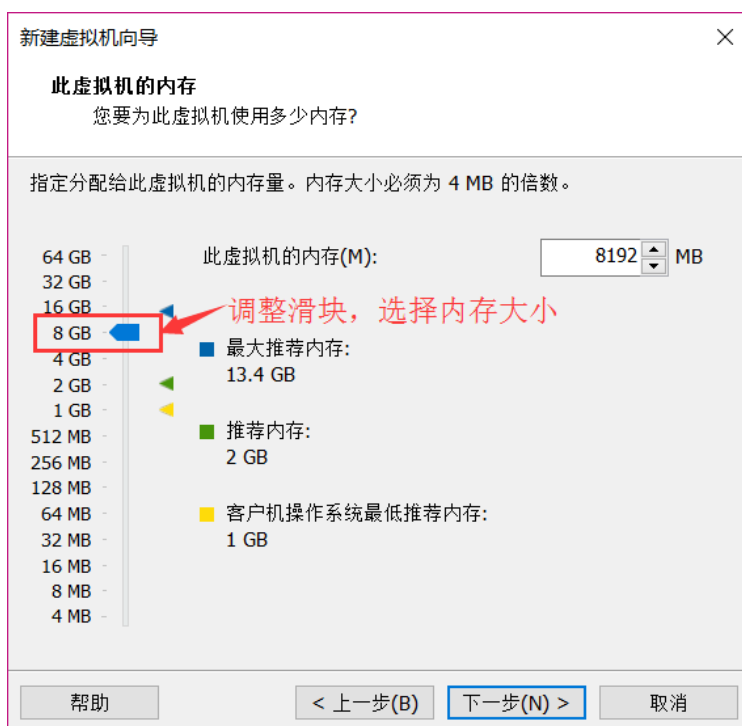 新建虚拟机向导
此虚拟机的内存
您要为此虚拟机使用多少内存?
指定分配给此虚拟机的内存量。内存大小必须为 4 MB 的倍数。
64 GB
32 GB
16 GB
8 GB
4 GB
2 GB
1 GB
512 MB
256 MB
128 MB
64 MB
32 MB
16 MB
8 MB
4 MB
此虚拟机的内存(M): 8192 MB
调整滑块，选择内存大小
最大推荐内存:
13.4 GB
推荐内存:
2 GB
客户机操作系统最低推荐内存:
1 GB
帮助 < 上一步(B) 下一步(N) > 取消